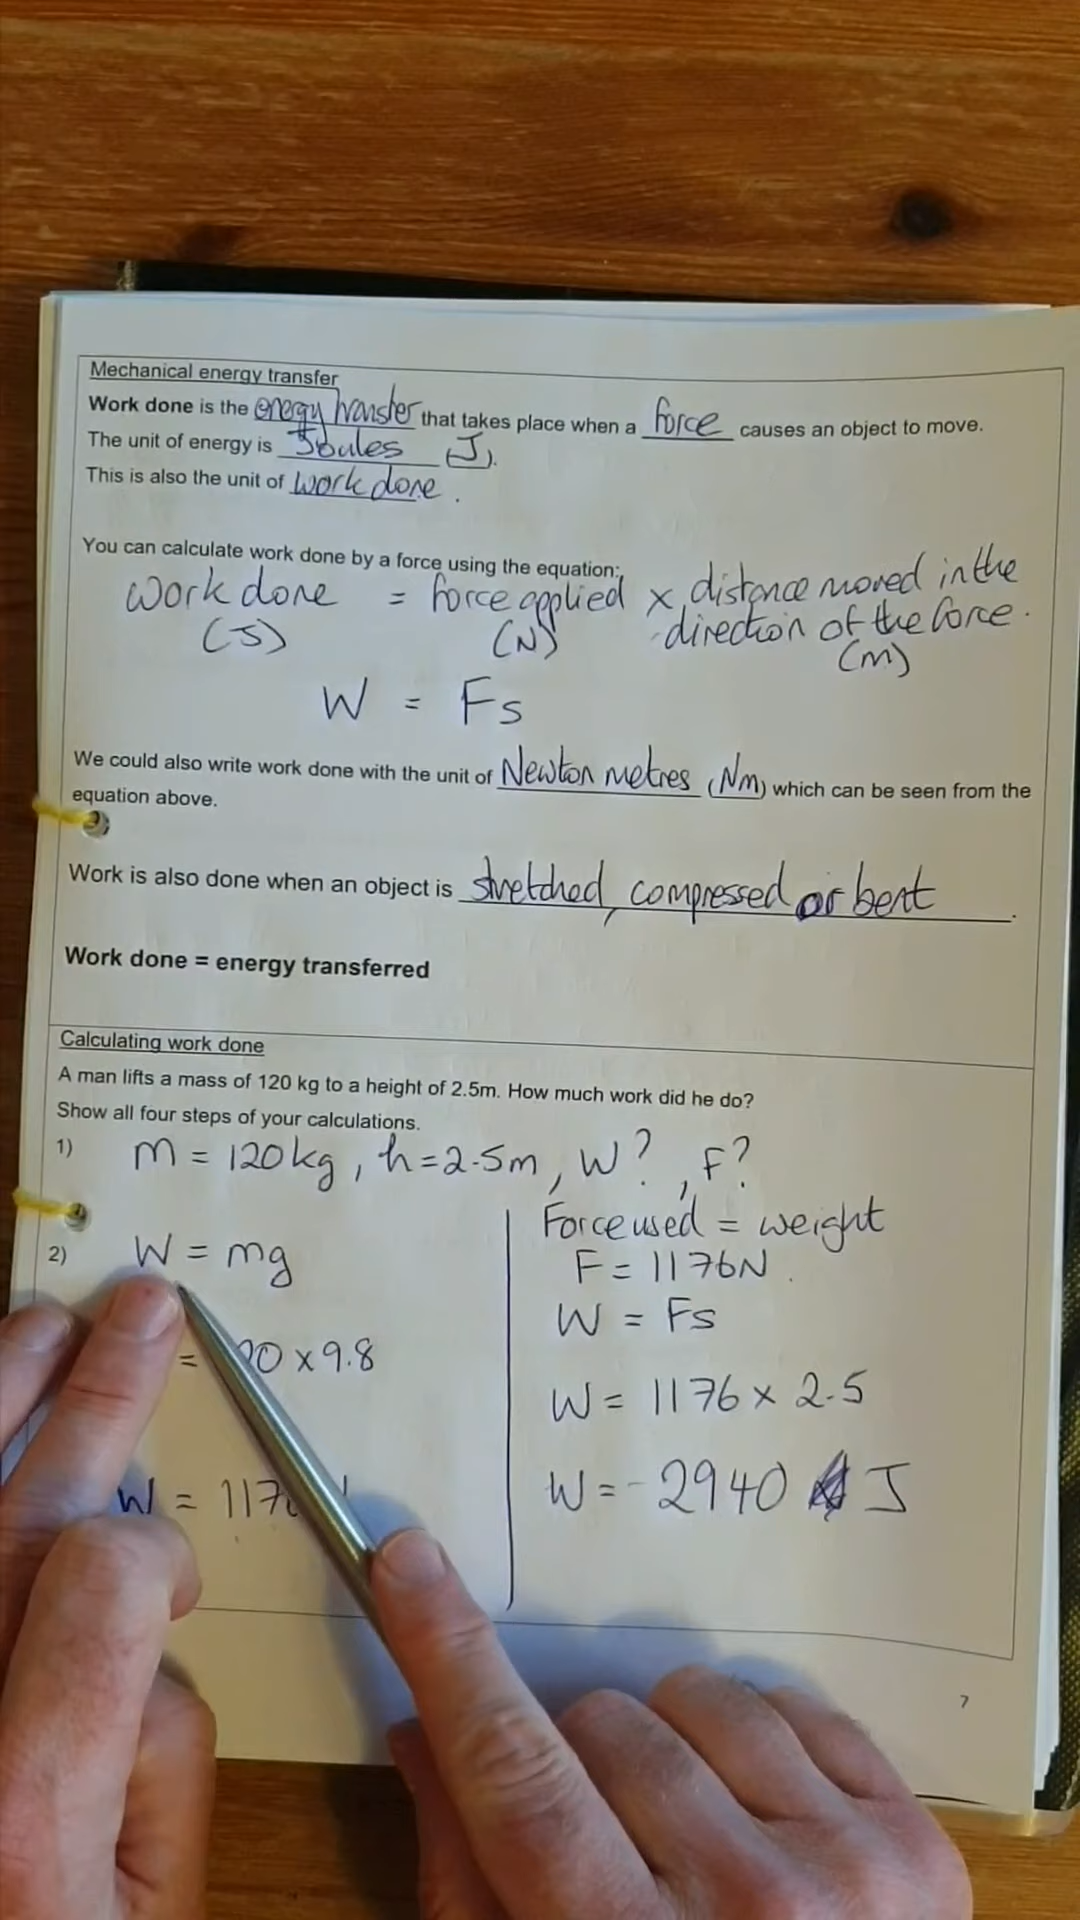 Mechanical energy transfer
Work done is the energy transfer that takes place when a force causes an object to move.
The unit of energy is Joules (J).
This is also the unit of work done.
You can calculate work done by a force using the equation:
work done = force applied x distance moved in the
direction of the force.
(J) (N) (m)
W = Fs
We could also write work done with the unit of Newton metres (Nm) which can be seen from the
equation above.
Work is also done when an object is stretched, compressed or bent.
Work done = energy transferred
Calculating work done
A man lifts a mass of 120 kg to a height of 2.5m. How much work did he do?
Show all four steps of your calculations.
1) m = 120kg, h=2.5m, W?, F?
2) W = mg
= 20 x 9.8
W = 117
Force used = weight
F = 1176N.
W = Fs
W = 1176 x 2.5
W = 2940 J
7